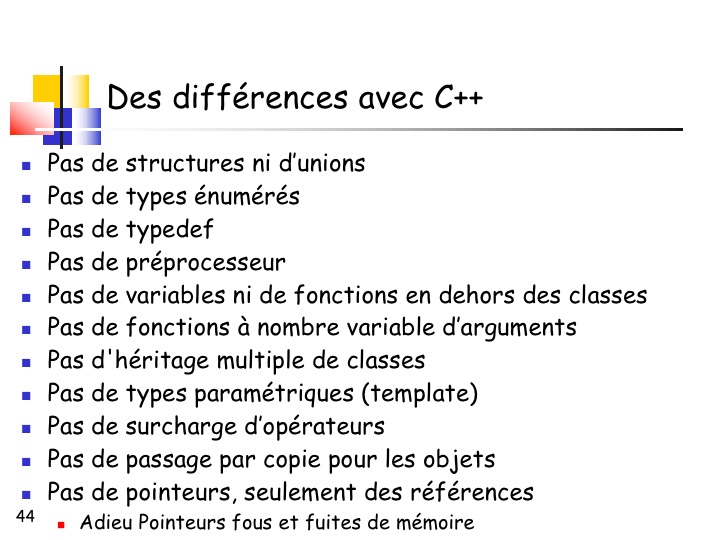 Des différences avec C++
Pas de structures ni d’unions
Pas de types énumérés
Pas de typedef
Pas de préprocesseur
Pas de variables ni de fonctions en dehors des classes
Pas de fonctions à nombre variable d’arguments
Pas d'héritage multiple de classes
Pas de types paramétriques (template)
Pas de surcharge d’opérateurs
Pas de passage par copie pour les objets
Pas de pointeurs, seulement des références
Adieu Pointeurs fous et fuites de mémoire
44